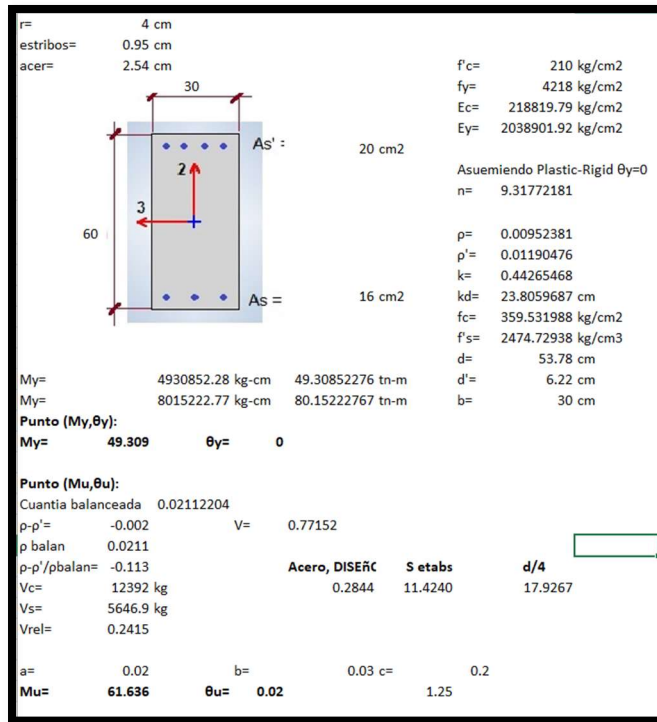 r= 4 cm
estribos= 0.95 cm
acer= 2.54 cm
f'c= 210 kg/cm2
fy= 4218 kg/cm2
Ec= 218819.79 kg/cm2
Ey= 2038901.92 kg/cm2
30
As' :
20 cm2
Asuemiendo Plastic-Rigid θy=0
2
n= 9.31772181
3
60
ρ= 0.00952381
ρ'= 0.01190476
k= 0.44265468
As =
16 cm2
kd= 23.8059687 cm
fc= 359.531988 kg/cm2
f's= 2474.72938 kg/cm3
d= 53.78 cm
My= 4930852.28 kg-cm 49.30852276 tn-m d'= 6.22 cm
My= 8015222.77 kg-cm 80.15222767 tn-m b= 30 cm
Punto (My,θy):
My= 49.309 θy= 0
Punto (Mu,θu):
Cuantia balanceada 0.02112204
ρ-ρ'= -0.002 V= 0.77152
ρ balan 0.0211
ρ-ρ'/ρbalan= -0.113 Acero, DISEñC S etabs d/4
Vc= 12392 kg 0.2844 11.4240 17.9267
Vs= 5646.9 kg
Vrel= 0.2415
a= 0.02 b= 0.03 c= 0.2
Mu= 61.636 θu= 0.02 1.25